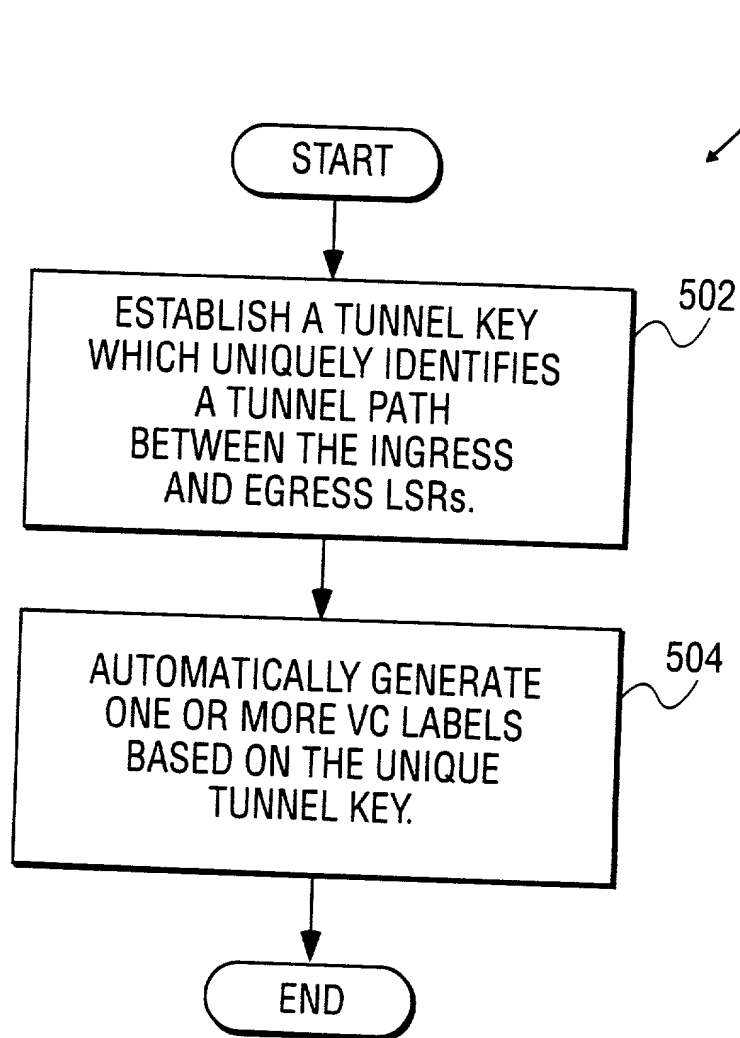 START
502
ESTABLISH A TUNNEL KEY
WHICH UNIQUELY IDENTIFIES
A TUNNEL PATH
BETWEEN THE INGRESS
AND EGRESS LSRs.
504
AUTOMATICALLY GENERATE
ONE OR MORE VC LABELS
BASED ON THE UNIQUE
TUNNEL KEY.
END